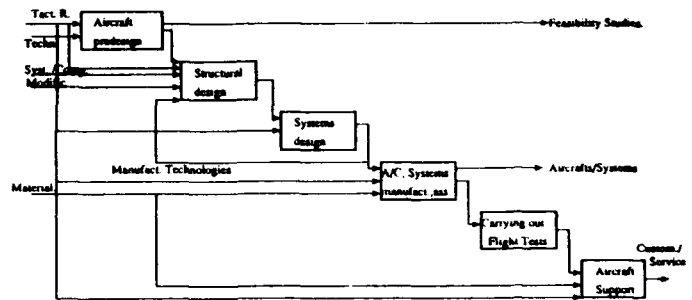 Tact. R.
Aircraft
predesign
Feasibility Studies.
Techn.
Syst./Comp.
Modific.
Structural
design
Systems
design
Manufact. Technologies
A/C, Systems
manufact.,ass
Aircrafts/Systems
Material.
Carrying out
Flight Tests
Custom./
Service
Aircraft
Support